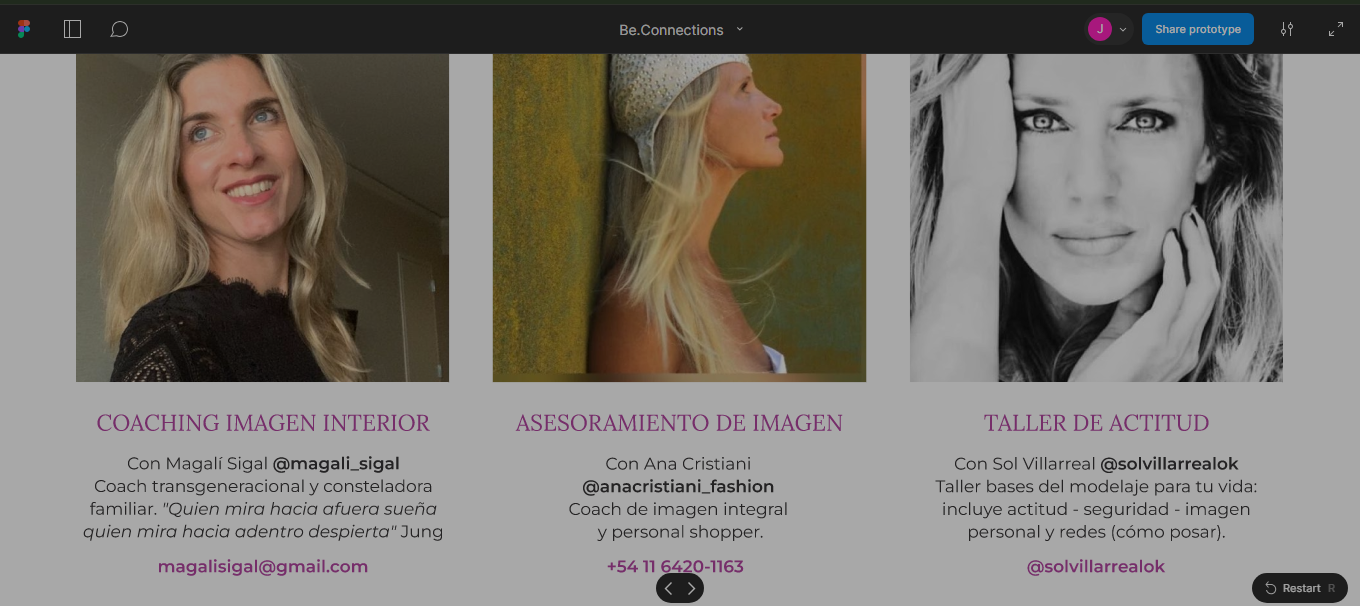 Be.Connections
J
Share prototype
COACHING IMAGEN INTERIOR
Con Magalí Sigal @magali_sigal
Coach transgeneracional y consteladora
familiar. "Quien mira hacia afuera sueña
quien mira hacia adentro despierta" Jung
magalisigal@gmail.com
ASESORAMIENTO DE IMAGEN
Con Ana Cristiani
@anacristiani_fashion
Coach de imagen integral
y personal shopper.
+54 11 6420-1163
TALLER DE ACTITUD
Con Sol Villarreal @solvillarrealok
Taller bases del modelaje para tu vida:
incluye actitud - seguridad - imagen
personal y redes (cómo posar).
@solvillarrealok
Restart R